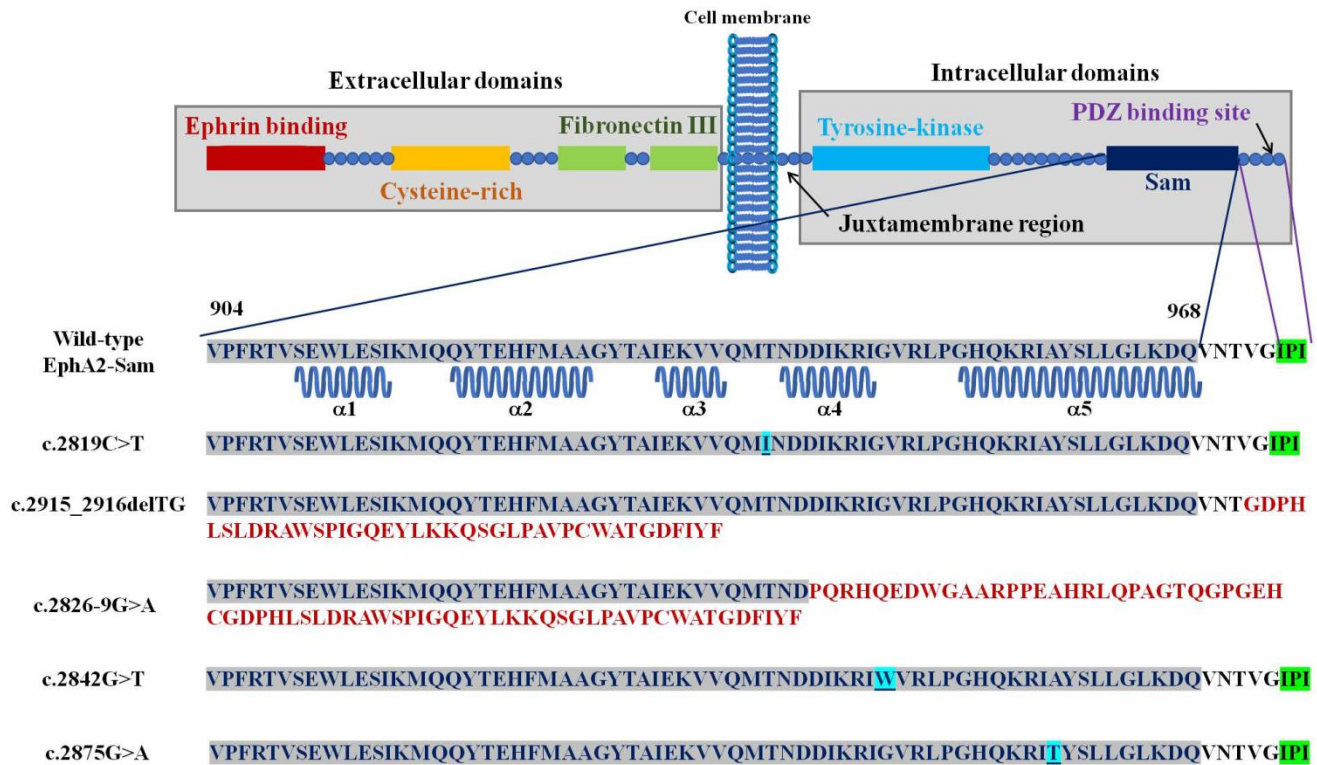 Cell membrane
Extracellular domains
Intracellular domains
PDZ binding site
Ephrin binding
Fibronectin III
Tyrosine-kinase
Cysteine-rich
Sam
Juxtamembrane region
904
968
Wild-type
EphA2-Sam
VPFRTVSEWLESIKMQQYTEHFMAAGYTAIEKVVQMTNDDIKRIGVRLPGHQKRIAYSLLGLKDQVNTVGIPI
α1
α2
α3
α4
α5
c.2819C>T
VPFRTVSEWLESIKMQQYTEHFMAAGYTAIEKVVQMINDDIKRIGVRLPGHQKRIAYSLLGLKDQVNTVGIPI
c.2915_2916delTG
VPFRTVSEWLESIKMQQYTEHFMAAGYTAIEKVVQMTNDDIKRIGVRLPGHQKRIAYSLLGLKDQVNTGDPH
LSLDRAWSPIGQEYLKKQSGLPAVPCWATGDFIYF
c.2826-9G>A
VPFRTVSEWLESIKMQQYTEHFMAAGYTAIEKVVQMTNDPQRHQEDWGAARPPEAHRLQPAGTQGPGEH
CGDPHLSLDRAWSPIGQEYLKKQSGLPAVPCWATGDFIYF
c.2842G>T
VPFRTVSEWLESIKMQQYTEHFMAAGYTAIEKVVQMTNDDIKRIWVRLPGHQKRIAYSLLGLKDQVNTVGIPI
c.2875G>A
VPFRTVSEWLESIKMQQYTEHFMAAGYTAIEKVVQMTNDDIKRIGVRLPGHQKRITYSLLGLKDQVNTVGIPI